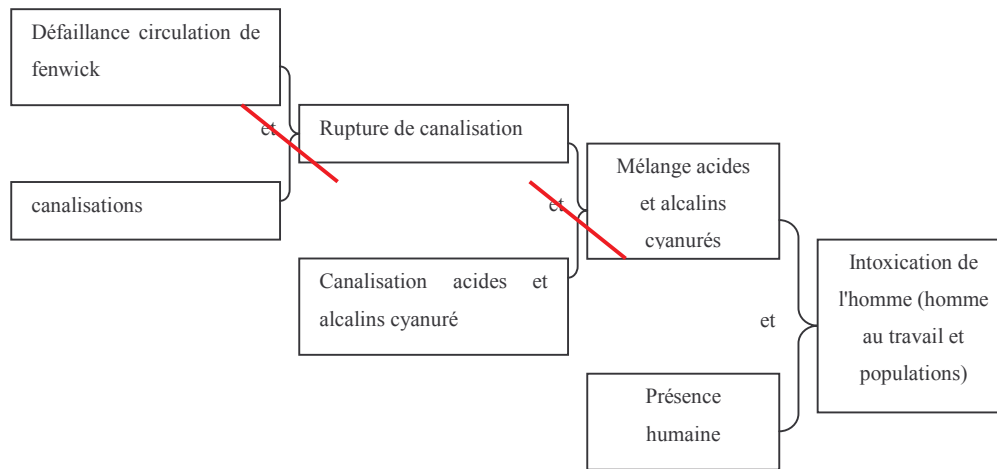 Défaillance circulation de
fenwick
et
canalisations
Rupture de canalisation
et
Canalisation acides et
alcalins cyanuré
Mélange acides
et alcalins
cyanurés
et
Présence
humaine
Intoxication de
l'homme (homme
au travail et
populations)